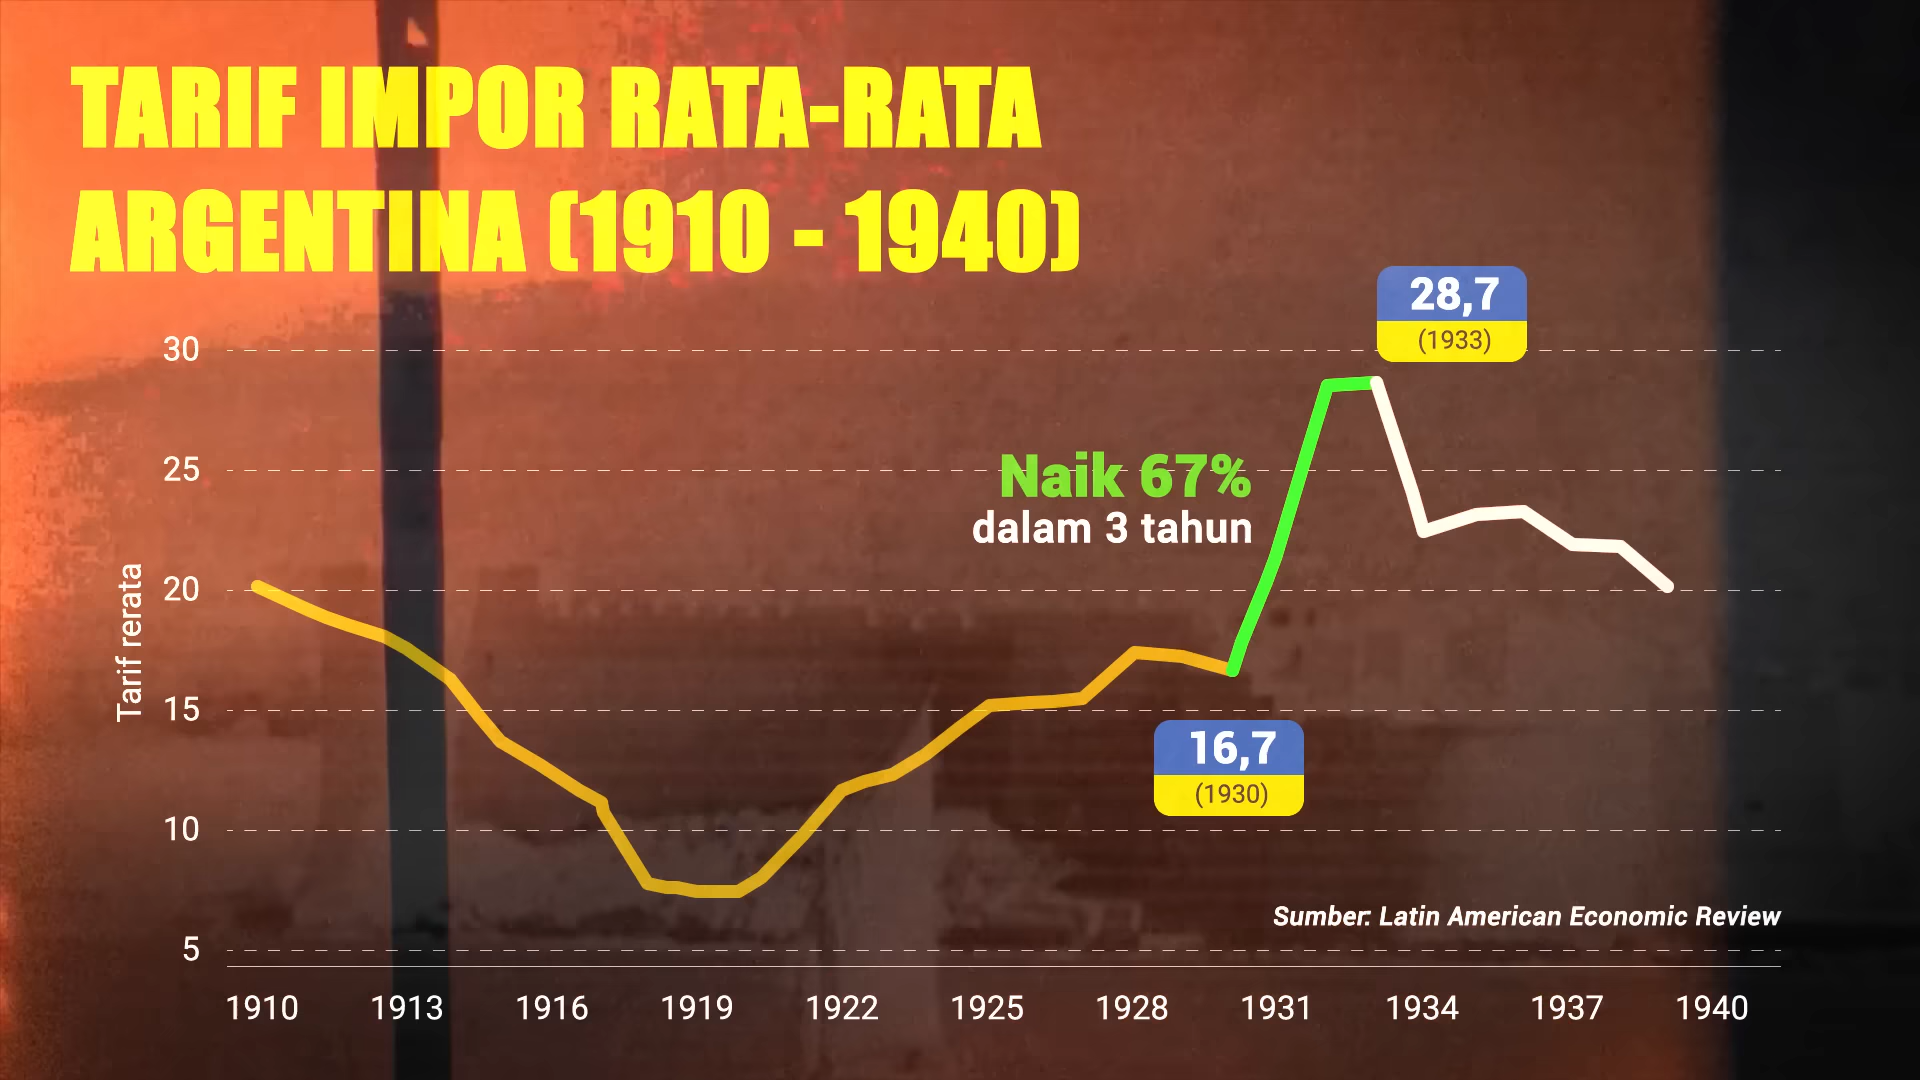 TARIF IMPOR RATA-RATA
ARGENTINA (1910 - 1940)
28,7
(1933)
30
25
Naik 67%
dalam 3 tahun
20
Tarif rerata
15
16,7
(1930)
10
Sumber: Latin American Economic Review
5
1910 1913 1916 1919 1922 1925 1928 1931 1934 1937 1940